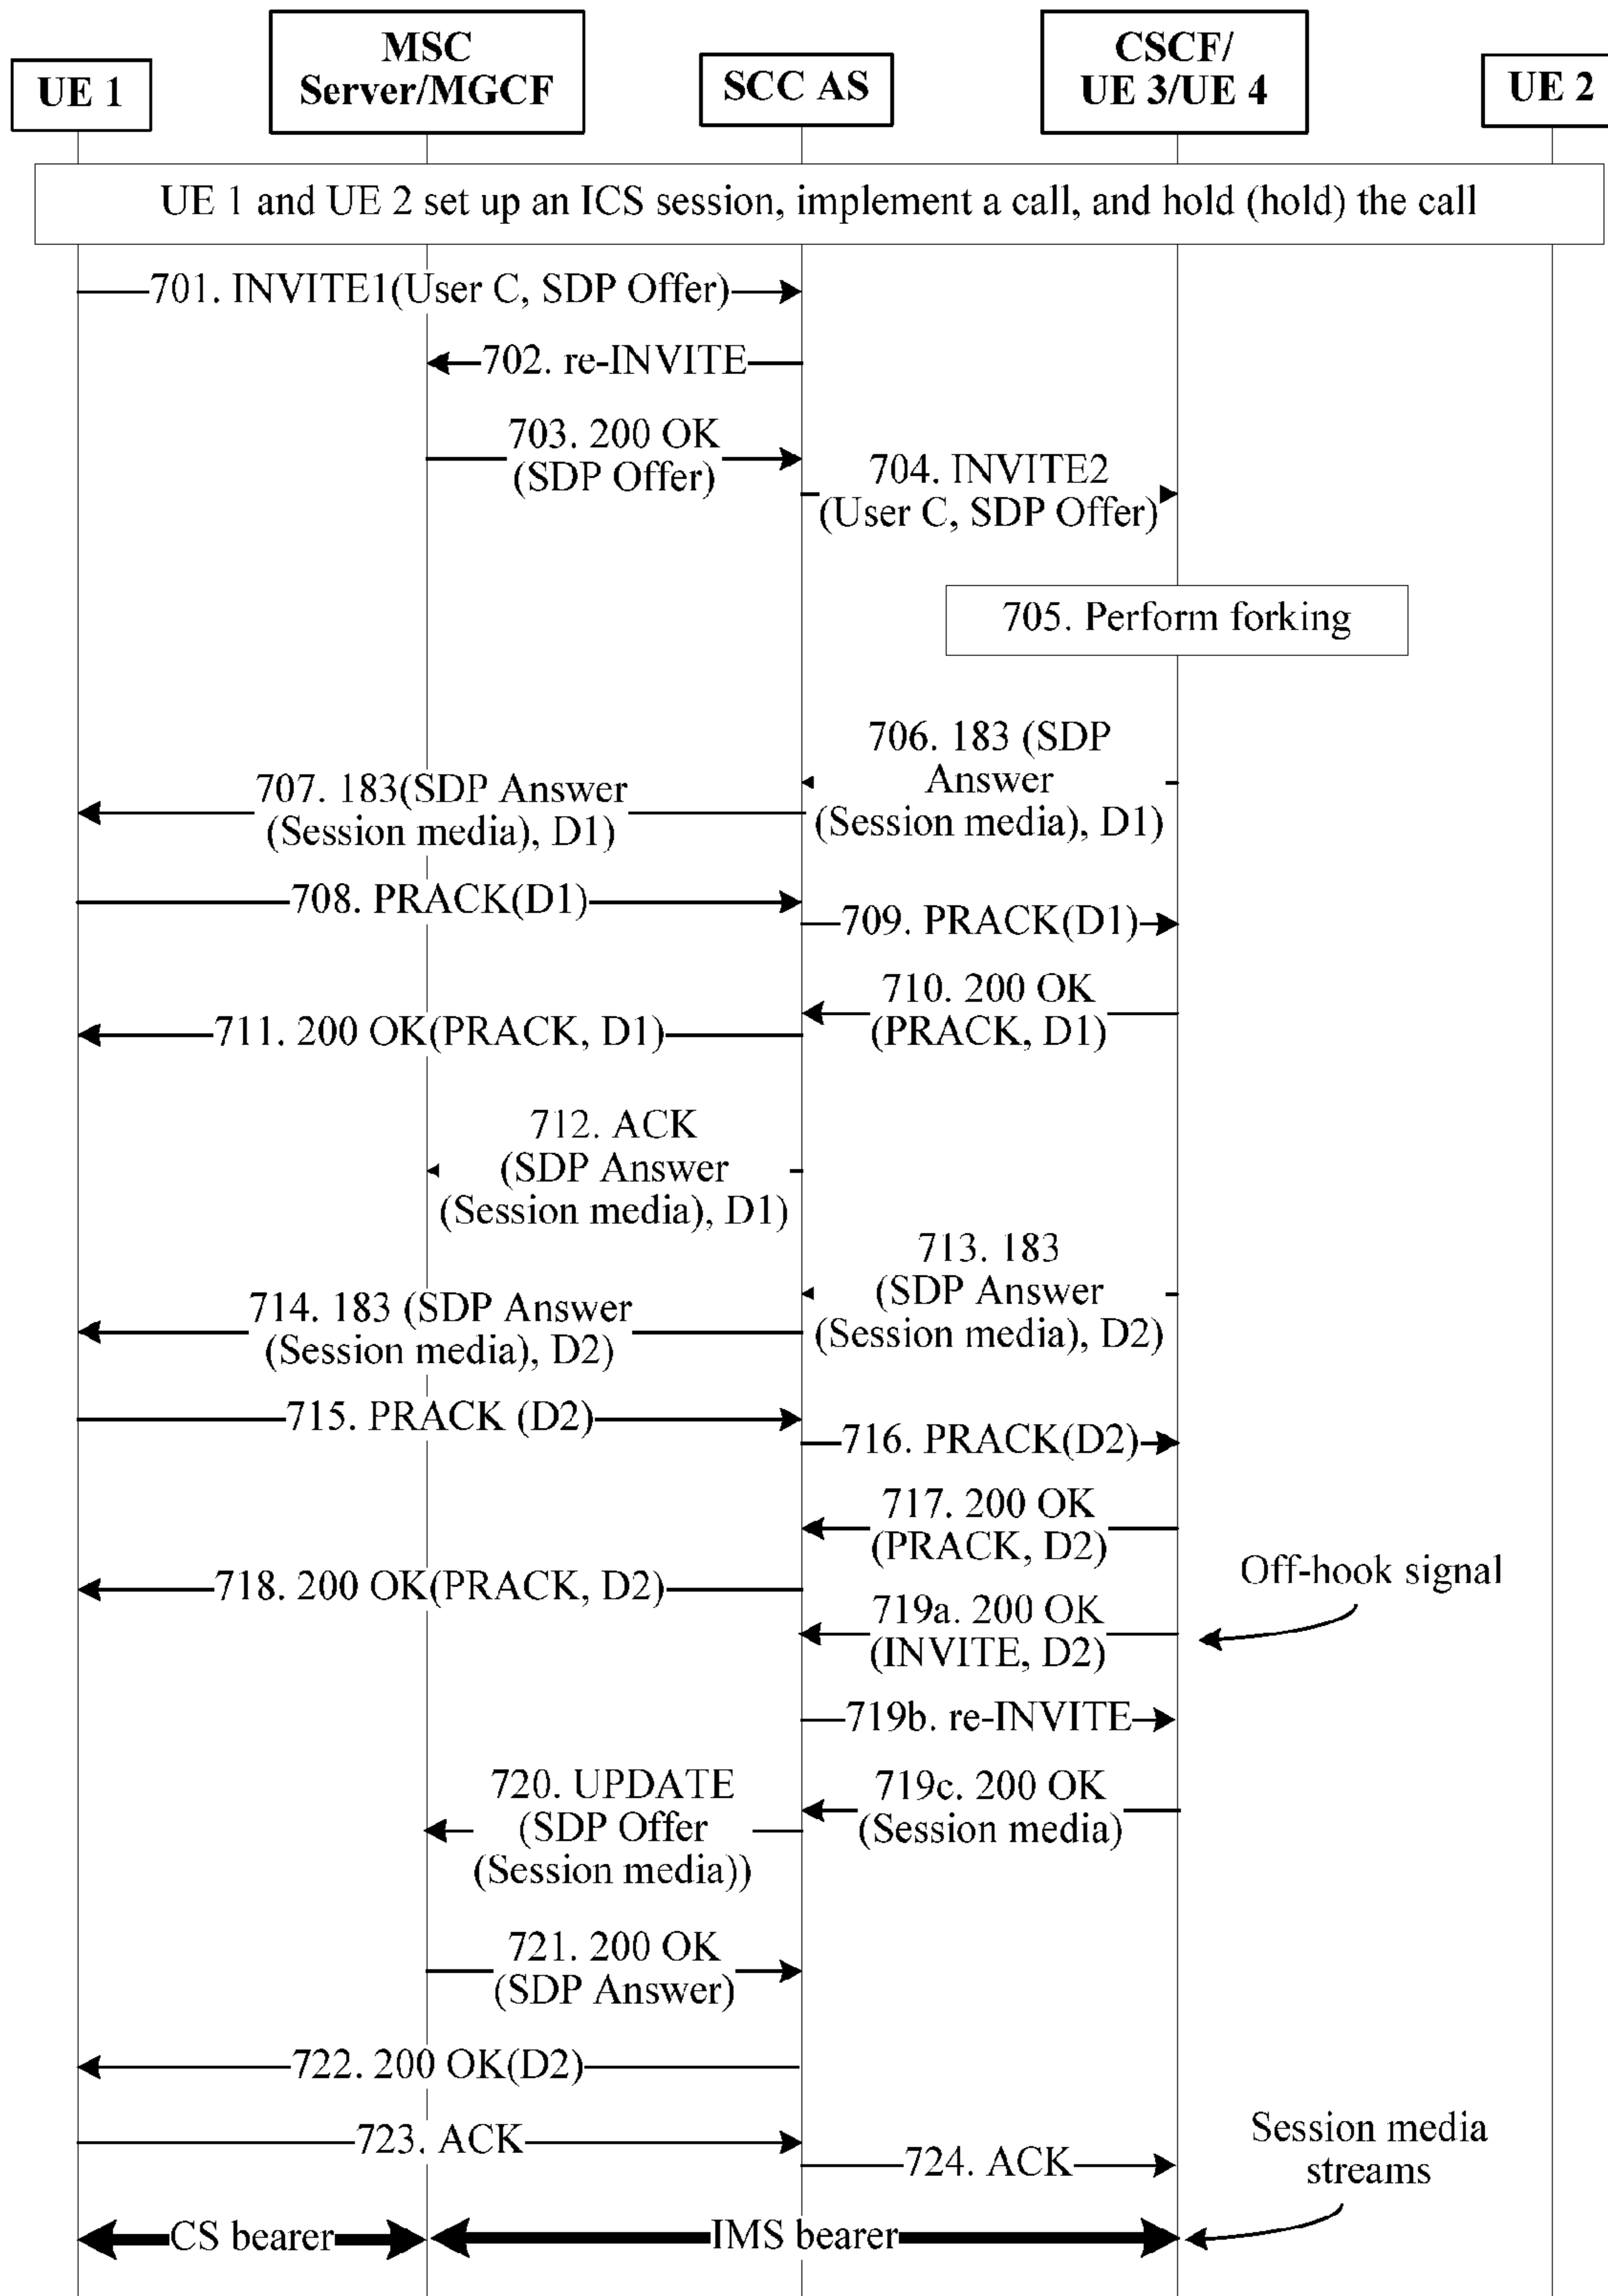 UE 1
MSC
Server/MGCF
SCC AS
CSCF/
UE 3/UE 4
UE 2
UE 1 and UE 2 set up an ICS session, implement a call, and hold (hold) the call
701. INVITE1(User C, SDP Offer)
702. re-INVITE
703. 200 OK
(SDP Offer)
704. INVITE2
(User C, SDP Offer)
705. Perform forking
706. 183 (SDP
Answer
(Session media), D1)
707. 183(SDP Answer
(Session media), D1)
708. PRACK(D1)
709. PRACK(D1)
710. 200 OK
(PRACK, D1)
711. 200 OK(PRACK, D1)
712. ACK
(SDP Answer
(Session media), D1)
713. 183
(SDP Answer
(Session media), D2)
714. 183 (SDP Answer
(Session media), D2)
715. PRACK (D2)
716. PRACK(D2)
717. 200 OK
(PRACK, D2)
718. 200 OK(PRACK, D2)
Off-hook signal
719a. 200 OK
(INVITE, D2)
719b. re-INVITE
719c. 200 OK
(Session media)
720. UPDATE
(SDP Offer
(Session media))
721. 200 OK
(SDP Answer)
722. 200 OK(D2)
723. ACK
724. ACK
Session media
streams
CS bearer
IMS bearer